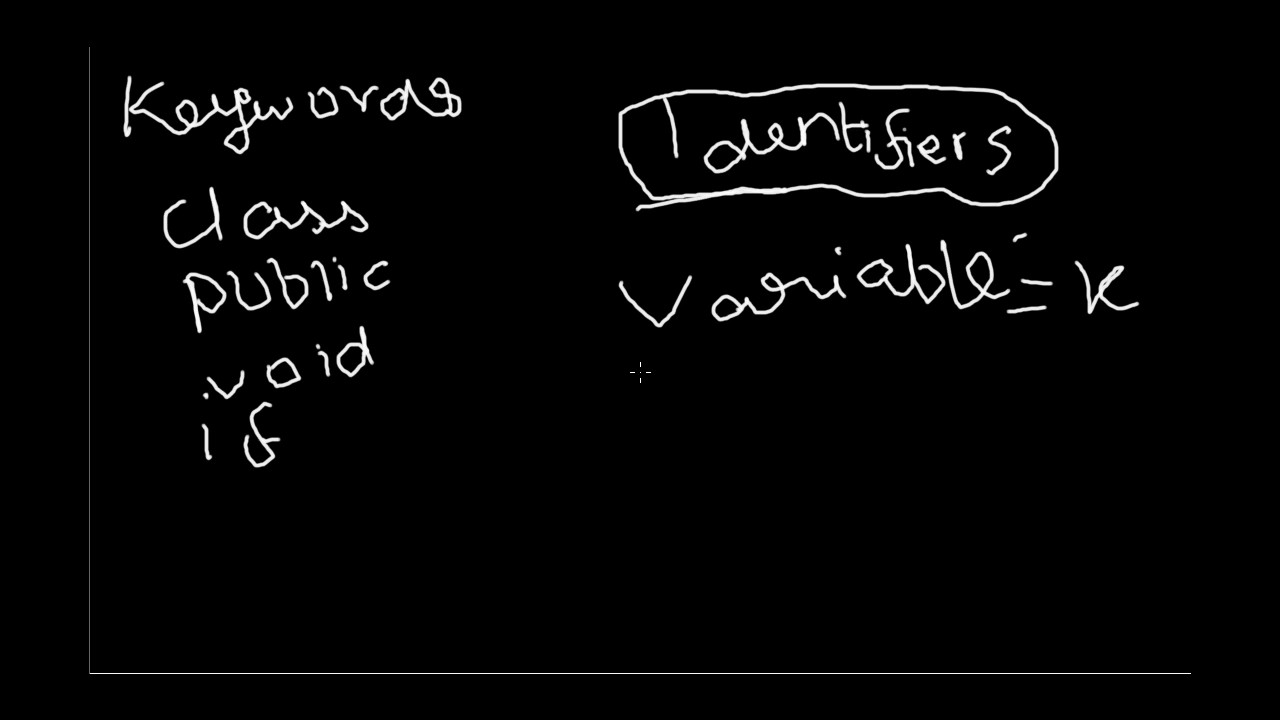 Keywords
class
public
void
if
Identifiers
Variable = K